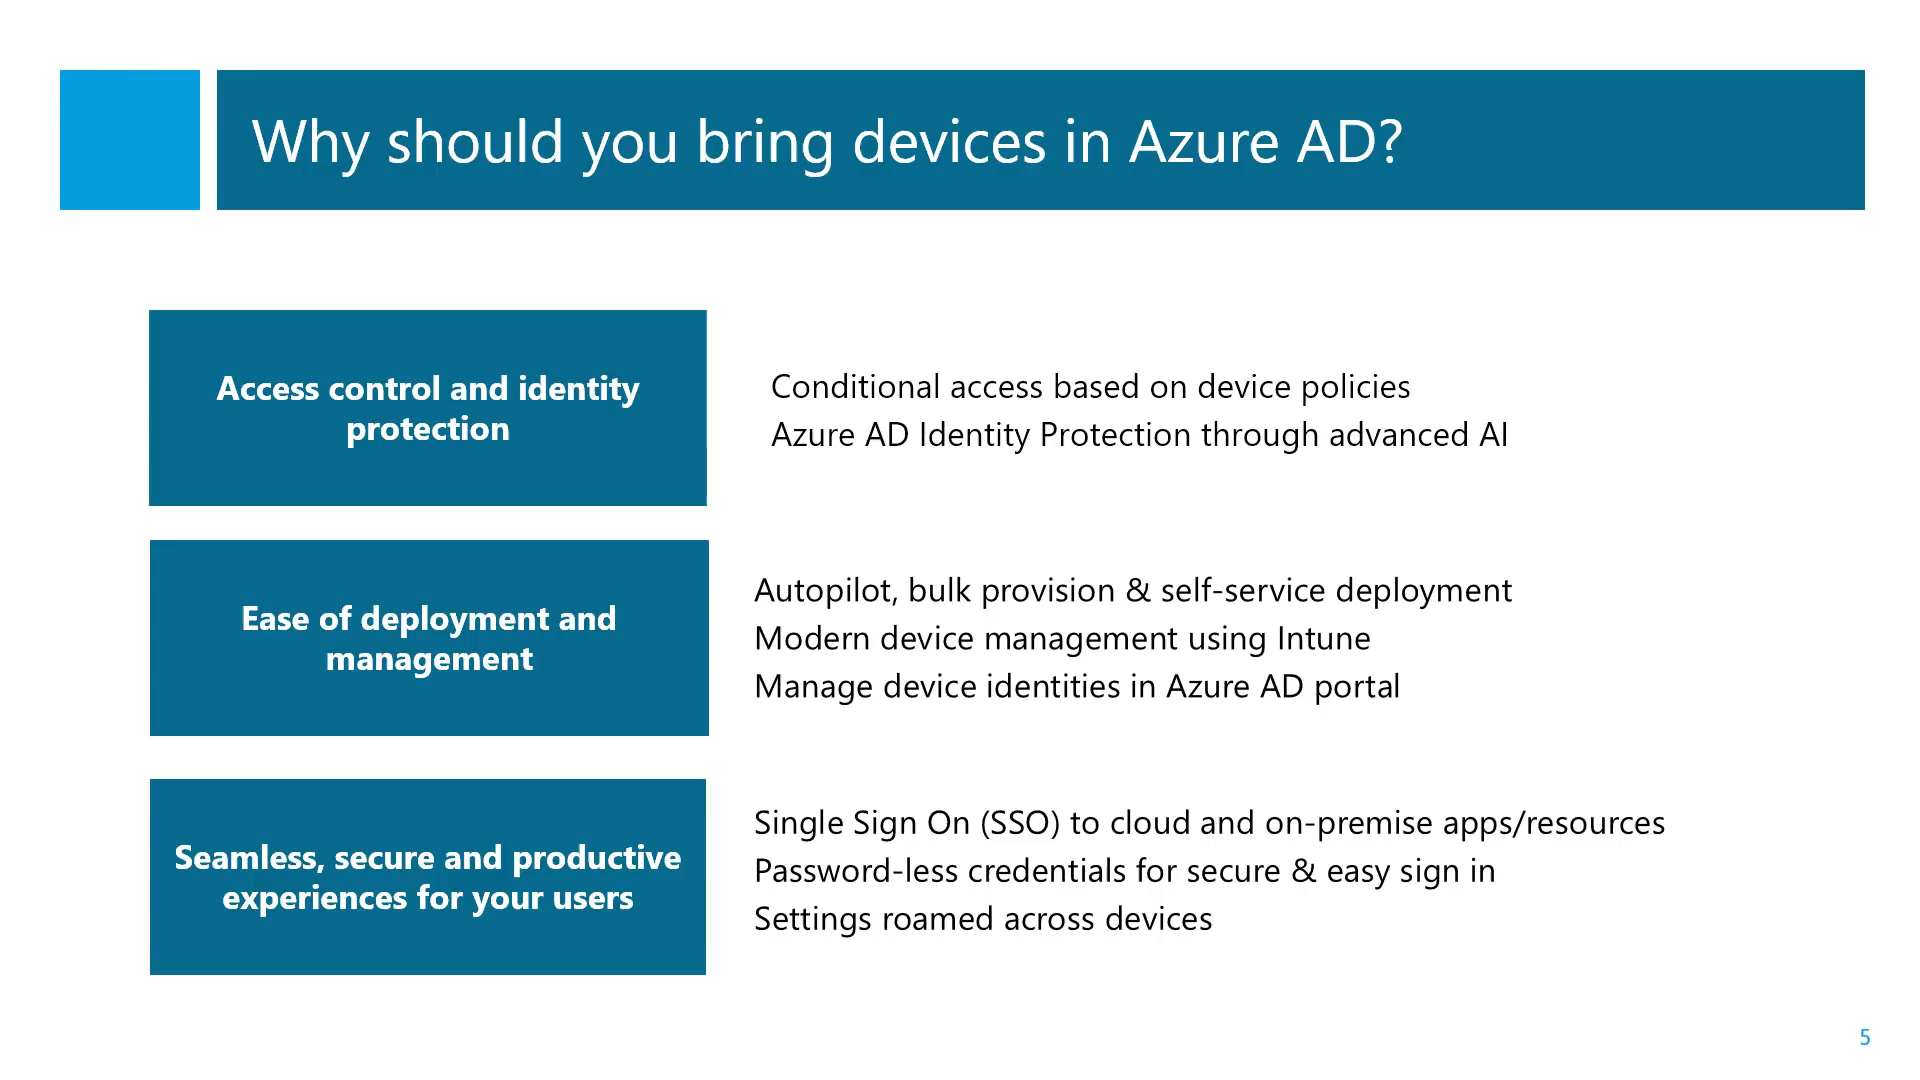 Why should you bring devices in Azure AD?
Access control and identity
protection
Conditional access based on device policies
Azure AD Identity Protection through advanced AI
Ease of deployment and
management
Autopilot, bulk provision & self-service deployment
Modern device management using Intune
Manage device identities in Azure AD portal
Seamless, secure and productive
experiences for your users
Single Sign On (SSO) to cloud and on-premise apps/resources
Password-less credentials for secure & easy sign in
Settings roamed across devices
5